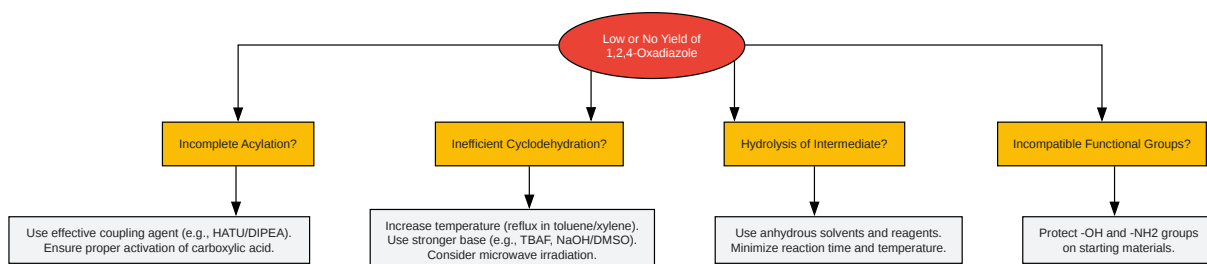 Low or No Yield of
1,2,4-Oxadiazole
Incomplete Acylation?
Inefficient Cyclodehydration?
Hydrolysis of Intermediate?
Incompatible Functional Groups?
Use effective coupling agent (e.g., HATU/DIPEA).
Ensure proper activation of carboxylic acid.
Increase temperature (reflux in toluene/xylene).
Use stronger base (e.g., TBAF, NaOH/DMSO).
Consider microwave irradiation.
Use anhydrous solvents and reagents.
Minimize reaction time and temperature.
Protect -OH and -NH2 groups
on starting materials.